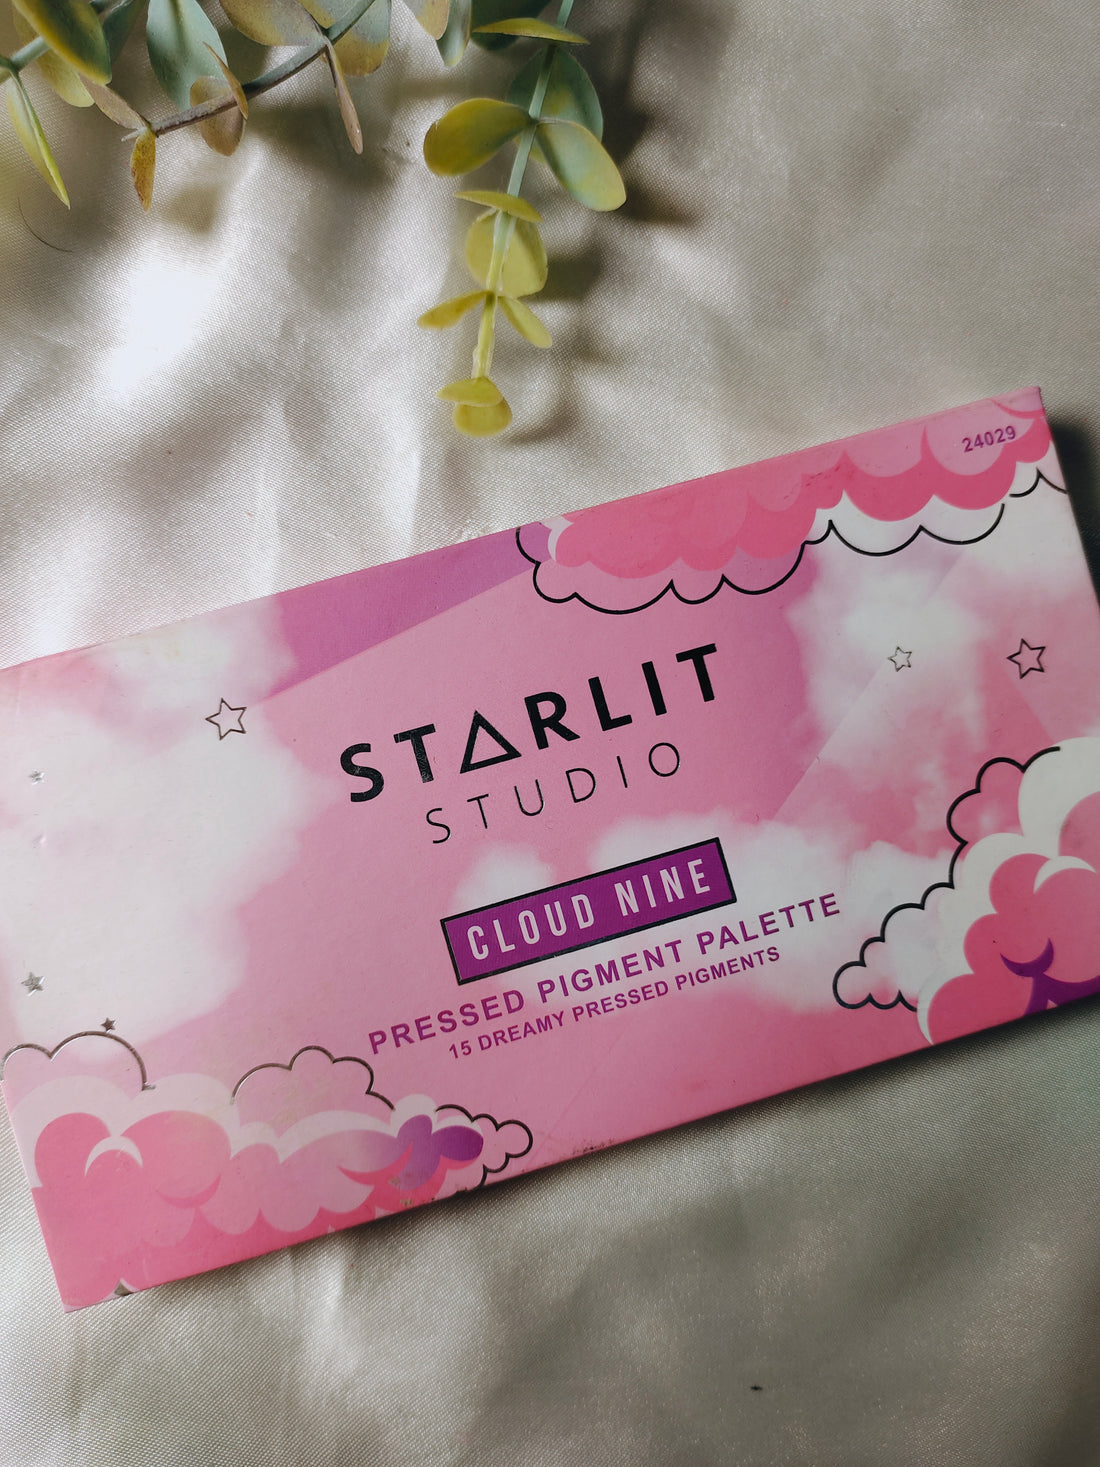 24029
STARLIT
STUDIO
CLOUD NINE
PRESSED PIGMENT PALETTE
15 DREAMY PRESSED PIGMENTS